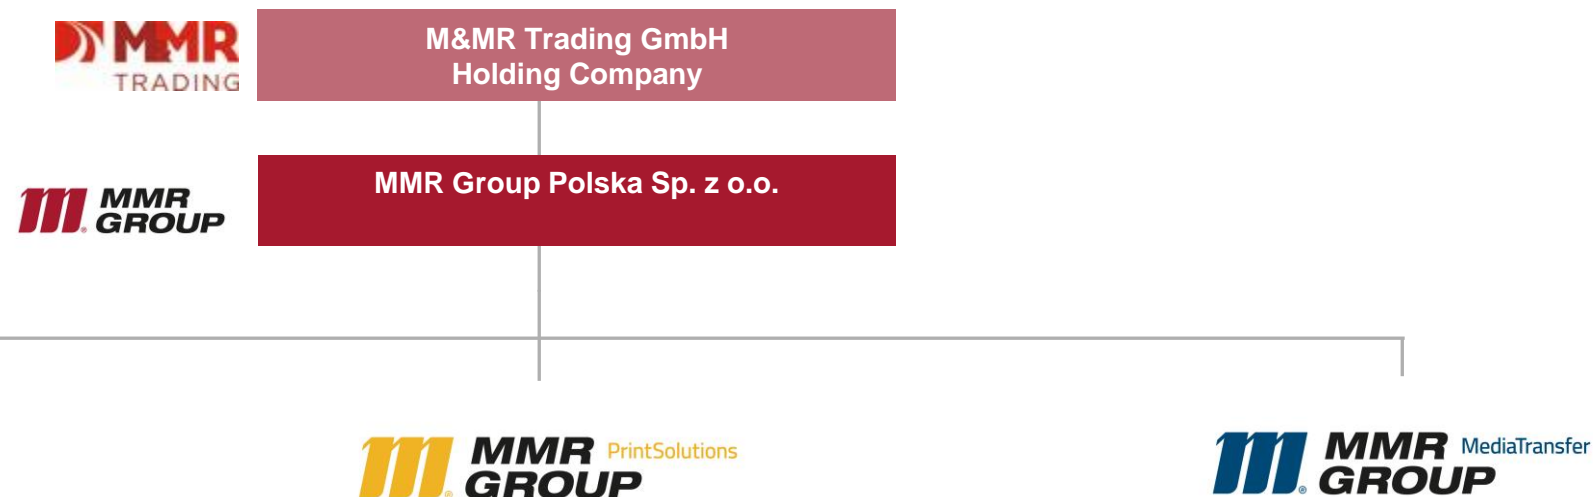 MMR
TRADING
M&MR Trading GmbH
Holding Company
MMR
GROUP
MMR Group Polska Sp. z o.o.
MMR PrintSolutions
GROUP
MMR MediaTransfer
GROUP